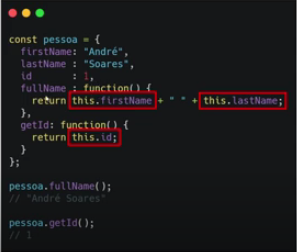 const pessoa = {
  firstName: "André",
  lastName : "Soares",
  id       : 1,
  fullName : function() {
    return this.firstName + " " + this.lastName;
  },
  getId: function() {
    return this.id;
  }
};
pessoa.fullName();
// "André Soares"
pessoa.getId();
// 1